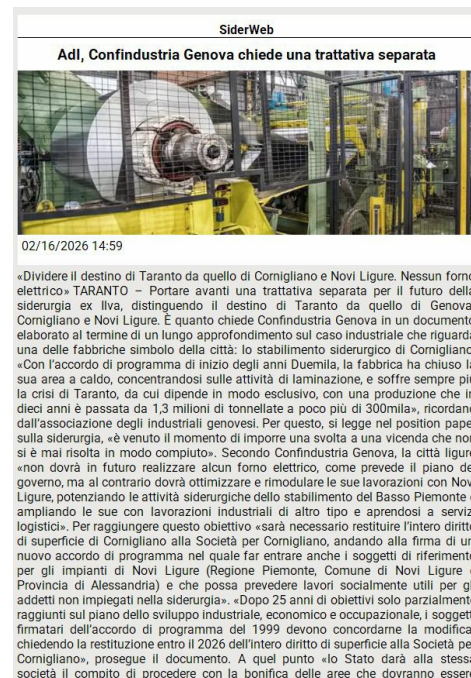 SiderWeb
AdI, Confindustria Genova chiede una trattativa separata
02/16/2026 14:59
«Dividere il destino di Taranto da quello di Cornigliano e Novi Ligure. Nessun forno
elettrico» TARANTO – Portare avanti una trattativa separata per il futuro della
siderurgia ex Ilva, distinguendo il destino di Taranto da quello di Genova
Cornigliano e Novi Ligure. È quanto chiede Confindustria Genova in un documento
elaborato al termine di un lungo approfondimento sul caso industriale che riguarda
una delle fabbriche simbolo della città: lo stabilimento siderurgico di Cornigliano
«Con l'accordo di programma di inizio degli anni Duemila, la fabbrica ha chiuso la
sua area a caldo, concentrandosi sulle attività di laminazione, e soffre sempre più
la crisi di Taranto, da cui dipende in modo esclusivo, con una produzione che in
dieci anni è passata da 1,3 milioni di tonnellate a poco più di 300mila», ricordano
dall'associazione degli industriali genovesi. Per questo, si legge nel position paper
sulla siderurgia, «è venuto il momento di imporre una svolta a una vicenda che non
si è mai risolta in modo compiuto». Secondo Confindustria Genova, la città ligure
«non dovrà in futuro realizzare alcun forno elettrico, come prevede il piano del
governo, ma al contrario dovrà ottimizzare e rimodulare le sue lavorazioni con Novi
Ligure, potenziando le attività siderurgiche dello stabilimento del Basso Piemonte e
ampliando le sue con lavorazioni industriali di altro tipo e aprendosi a servizi
logistici». Per raggiungere questo obiettivo «sarà necessario restituire l'intero diritto
di superficie di Cornigliano alla Società per Cornigliano, andando alla firma di un
nuovo accordo di programma nel quale far entrare anche i soggetti di riferimento
per gli impianti di Novi Ligure (Regione Piemonte, Comune di Novi Ligure e
Provincia di Alessandria) e che possa prevedere lavori socialmente utili per gli
addetti non impiegati nella siderurgia». «Dopo 25 anni di obiettivi solo parzialmente
raggiunti sul piano dello sviluppo industriale, economico e occupazionale, i soggetti
firmatari dell'accordo di programma del 1999 devono concordarne la modifica,
chiedendo la restituzione entro il 2026 dell'intero diritto di superficie alla Società per
Cornigliano», prosegue il documento. A quel punto «lo Stato darà alla stessa
società il compito di procedere con la bonifica delle aree che dovranno essere